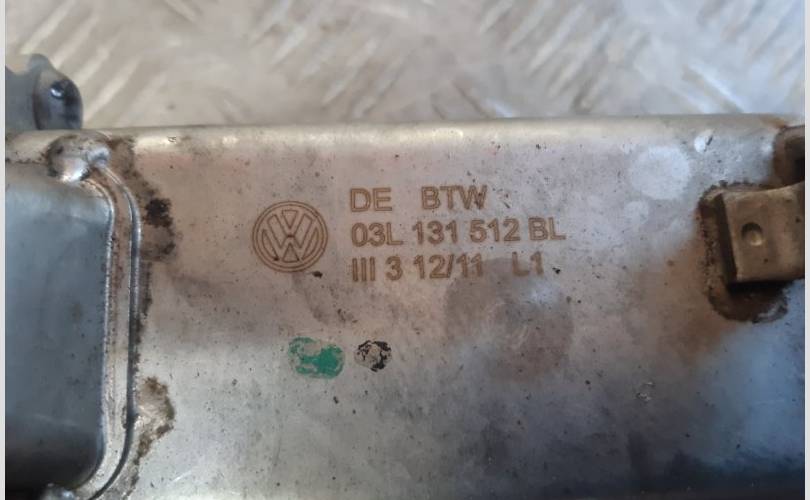 DE BTW
03L 131 512 BL
III 3 12/11 L1